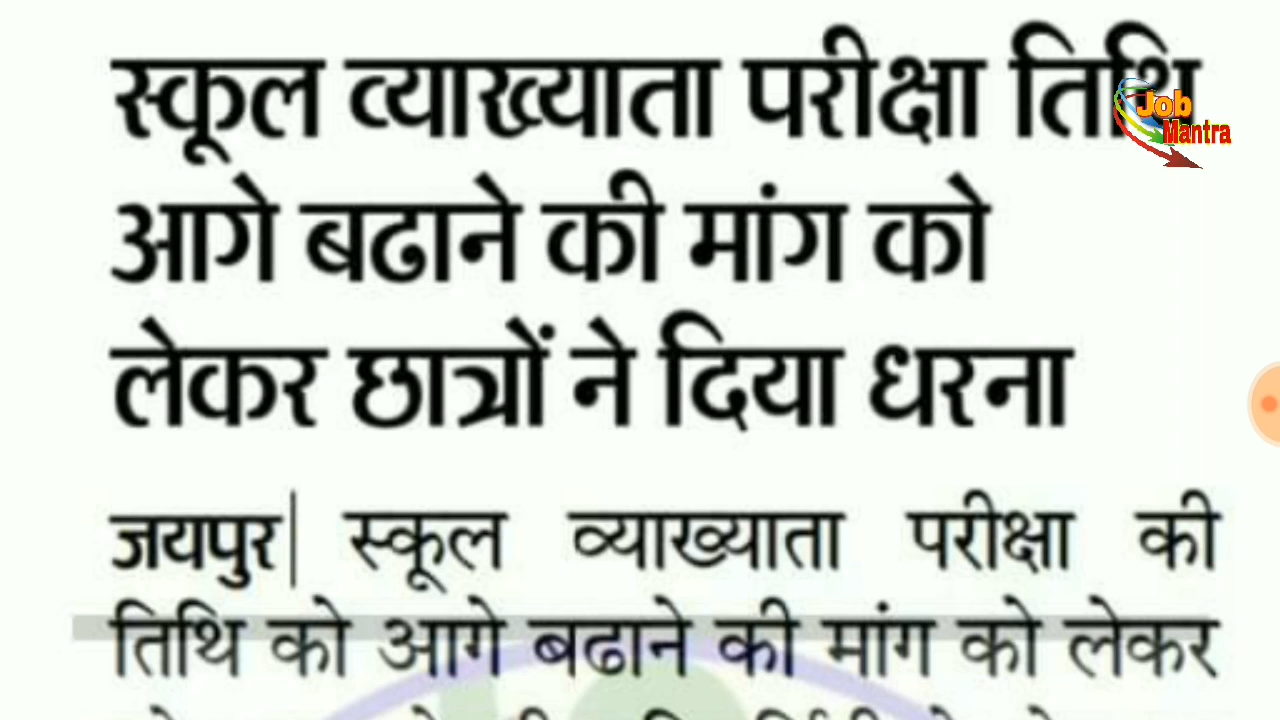 स्कूल व्याख्याता परीक्षा तिथि
आगे बढाने की मांग को
लेकर छात्रों ने दिया धरना
जयपुर| स्कूल व्याख्याता परीक्षा की
तिथि को आगे बढाने की मांग को लेकर
Job
Mantra